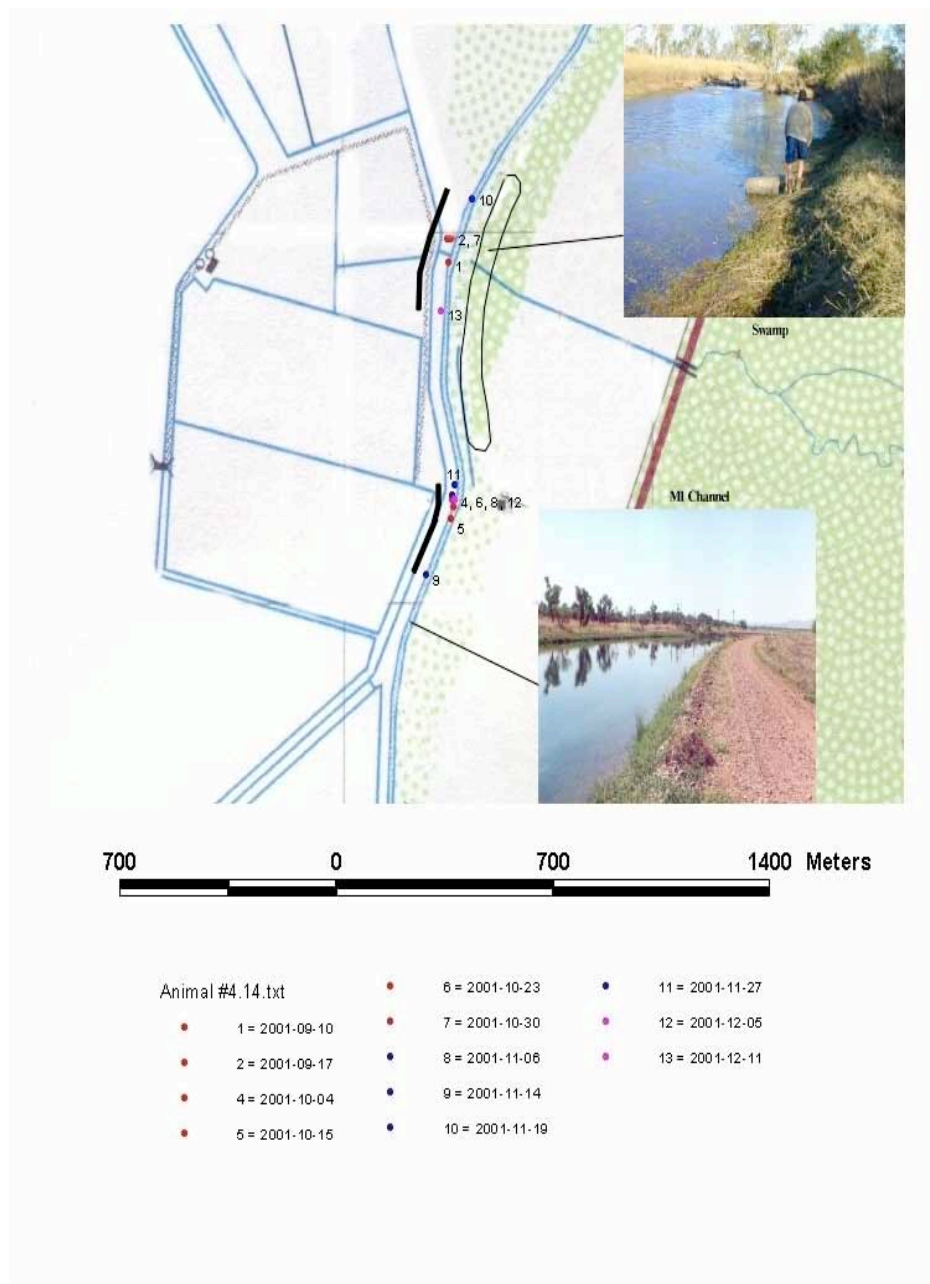 10
2, 7
1
13
Swamp
11
M1 Channel
4, 6, 8, 12
5
9
700 0 700 1400 Meters
Animal #4.14.txt
1 = 2001-09-10
2 = 2001-09-17
4 = 2001-10-04
5 = 2001-10-15
6 = 2001-10-23
7 = 2001-10-30
8 = 2001-11-06
9 = 2001-11-14
10 = 2001-11-19
11 = 2001-11-27
12 = 2001-12-05
13 = 2001-12-11